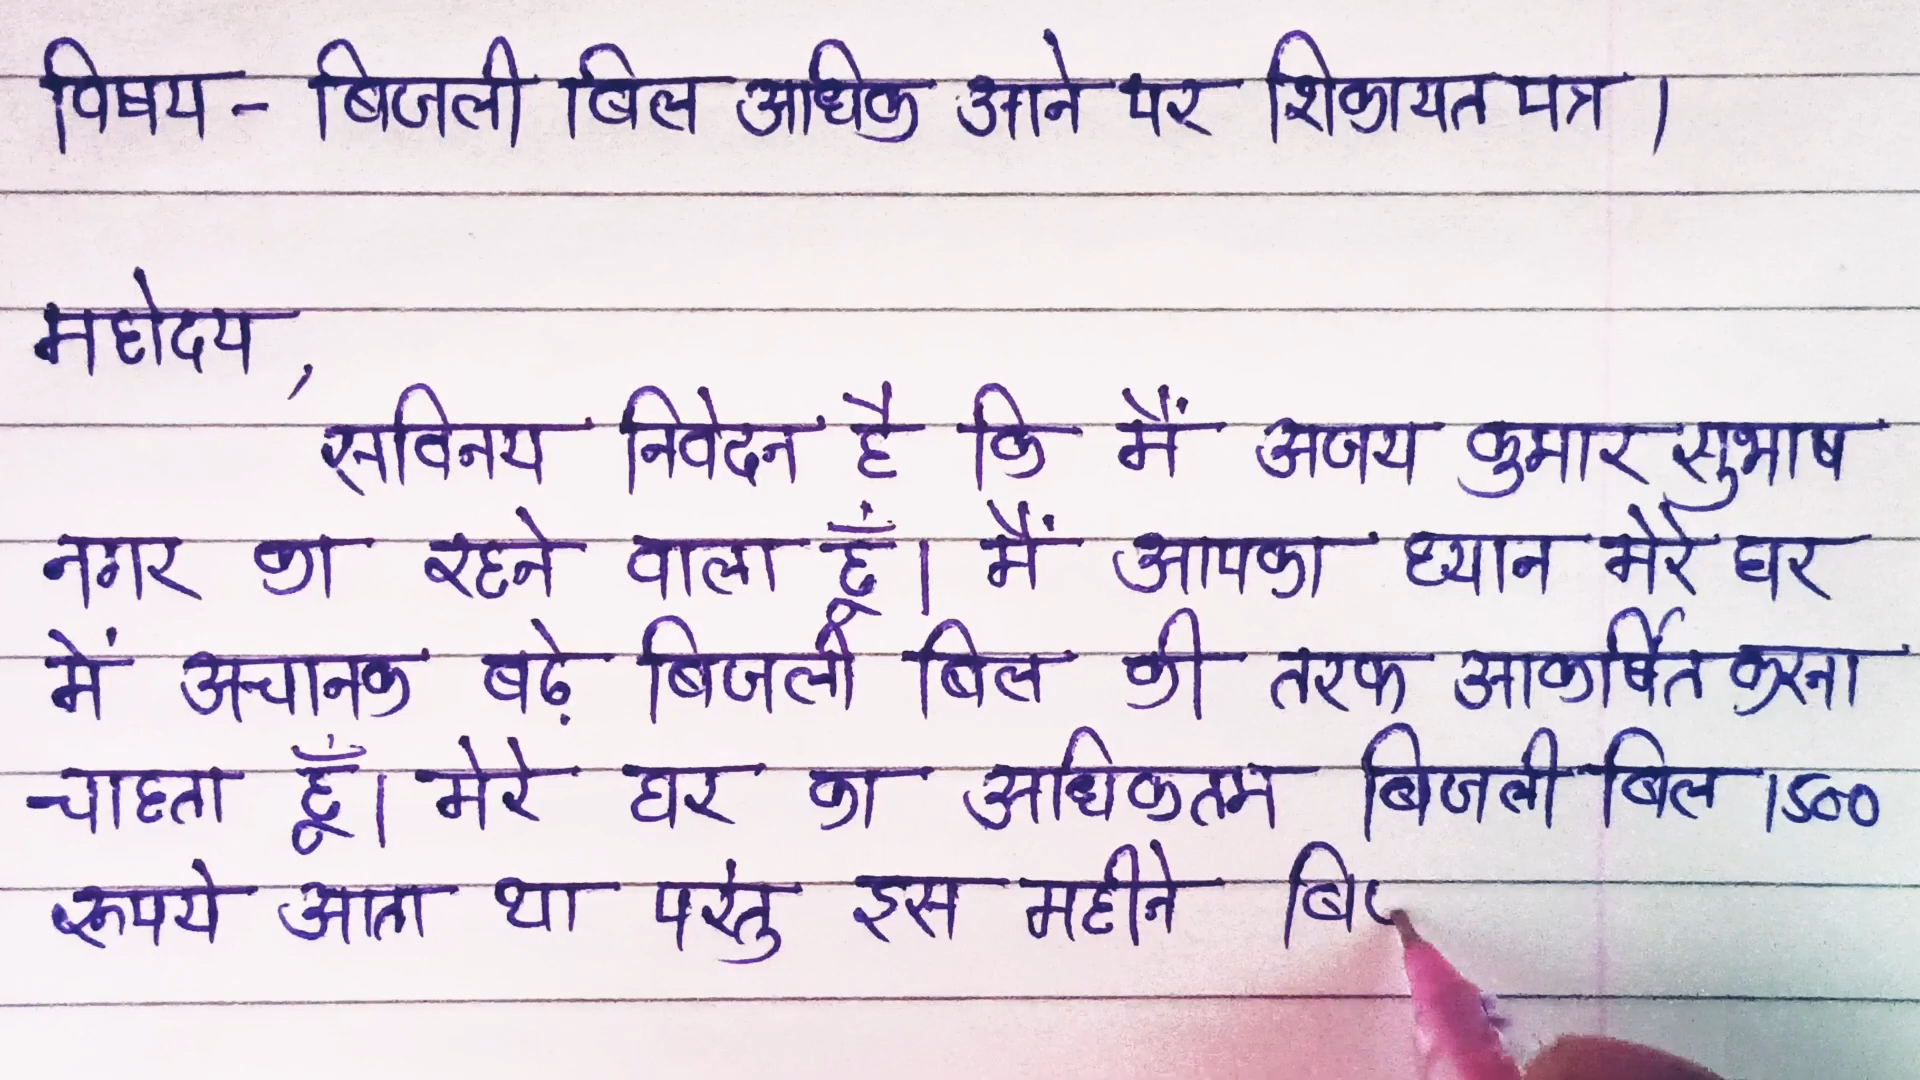 विषय - बिजली बिल अधिक आने पर शिकायत पत्र ।
महोदय ,
सविनय निवेदन है कि मैं अजय कुमार सुभाष
नगर का रहने वाला हूँ। मैं आपका ध्यान मेरे घर
में अचानक बढ़े बिजली बिल की तरफ आकर्षित करना
चाहता हूँ। मेरे घर का अधिकतम बिजली बिल 1500
रूपये आता था परंतु इस महीने